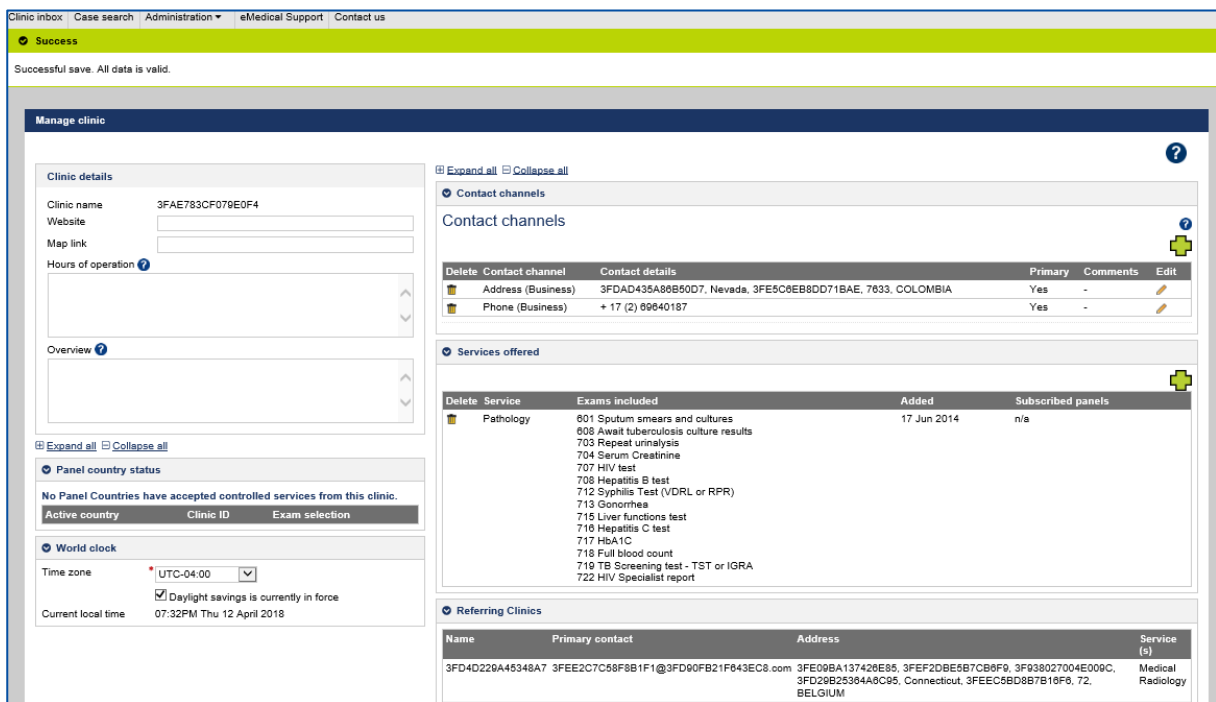 Clinic inbox Case search Administration eMedical Support Contact us
Success
Successful save. All data is valid.
Manage clinic
Clinic details
Clinic name 3FAE783CF079E0F4
Website
Map link
Hours of operation
Overview
Expand all Collapse all
Panel country status
No Panel Countries have accepted controlled services from this clinic.
Active country Clinic ID Exam selection
World clock
Time zone * UTC-04:00
Daylight savings is currently in force
Current local time 07:32PM Thu 12 April 2018
Expand all Collapse all
Contact channels
Contact channels
Delete Contact channel Contact details Primary Comments Edit
Address (Business) 3FDAD435A86B50D7, Nevada, 3FE5C6EB8DD71BAE, 7633, COLOMBIA Yes -
Phone (Business) + 17 (2) 69640187 Yes -
Services offered
Delete Service Exams included Added Subscribed panels
Pathology 601 Sputum smears and cultures 17 Jun 2014 n/a
608 Await tuberculosis culture results
703 Repeat urinalysis
704 Serum Creatinine
707 HIV test
708 Hepatitis B test
712 Syphilis Test (VDRL or RPR)
713 Gonorrhea
715 Liver functions test
716 Hepatitis C test
717 HbA1C
718 Full blood count
719 TB Screening test - TST or IGRA
722 HIV Specialist report
Referring Clinics
Name Primary contact Address Service
(s)
3FD4D229A45348A7 3FEE2C7C58F8B1F1@3FD90FB21F643EC8.com 3FE09BA137426E85, 3FEF2DBE5B7CB6F9, 3F938027004E009C, Medical
3FD29B25364A6C95, Connecticut, 3FEEC5BD8B7B16F6, 72, Radiology
BELGIUM